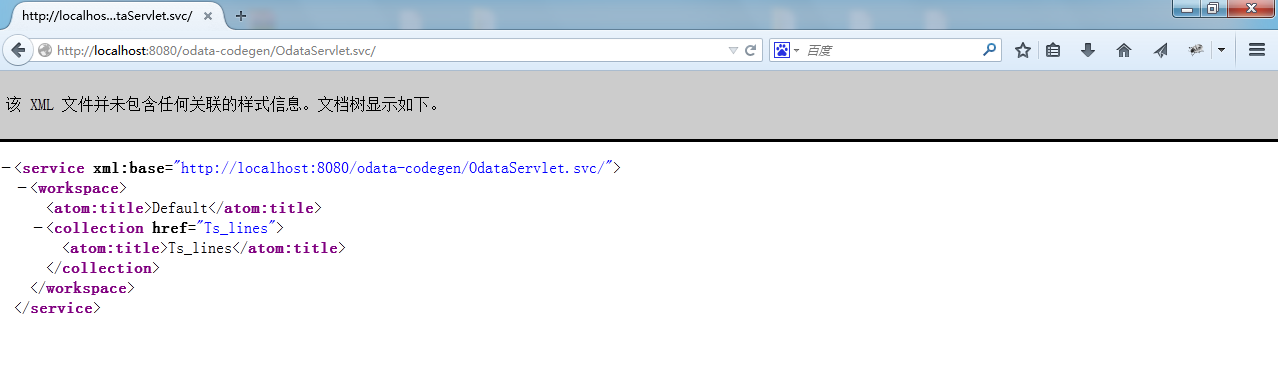 http://localhos...taServlet.svc/
http://localhost:8080/odata-codegen/OdataServlet.svc/
百度
该 XML 文件并未包含任何关联的样式信息。文档树显示如下。
−<service xml:base="http://localhost:8080/odata-codegen/OdataServlet.svc/">
−<workspace>
<atom:title>Default</atom:title>
−<collection href="Ts_lines">
<atom:title>Ts_lines</atom:title>
</collection>
</workspace>
</service>